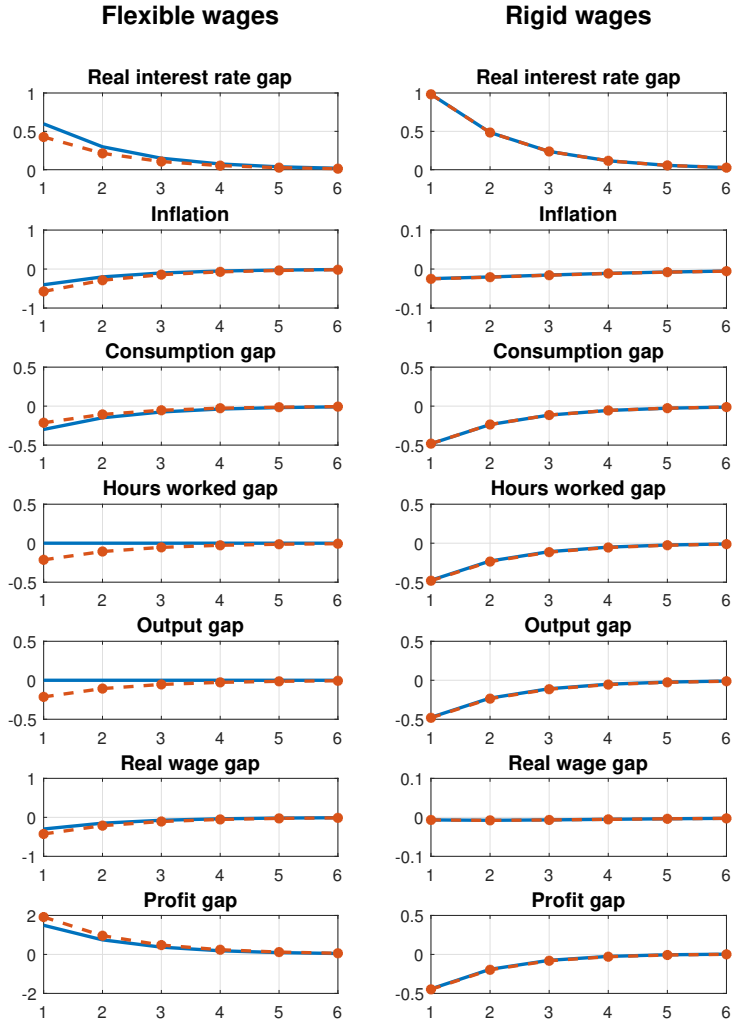 Flexible wages
Rigid wages
Real interest rate gap
Real interest rate gap
1
0.5
0
1 2 3 4 5 6
1
0.5
0
1 2 3 4 5 6
Inflation
Inflation
1
0
-1
1 2 3 4 5 6
0.1
0
-0.1
1 2 3 4 5 6
Consumption gap
Consumption gap
0.5
0
-0.5
1 2 3 4 5 6
0.5
0
-0.5
1 2 3 4 5 6
Hours worked gap
Hours worked gap
0.5
0
-0.5
1 2 3 4 5 6
0.5
0
-0.5
1 2 3 4 5 6
Output gap
Output gap
0.5
0
-0.5
1 2 3 4 5 6
0.5
0
-0.5
1 2 3 4 5 6
Real wage gap
Real wage gap
1
0
-1
1 2 3 4 5 6
0.1
0
-0.1
1 2 3 4 5 6
Profit gap
Profit gap
2
0
-2
1 2 3 4 5 6
0.5
0
-0.5
1 2 3 4 5 6